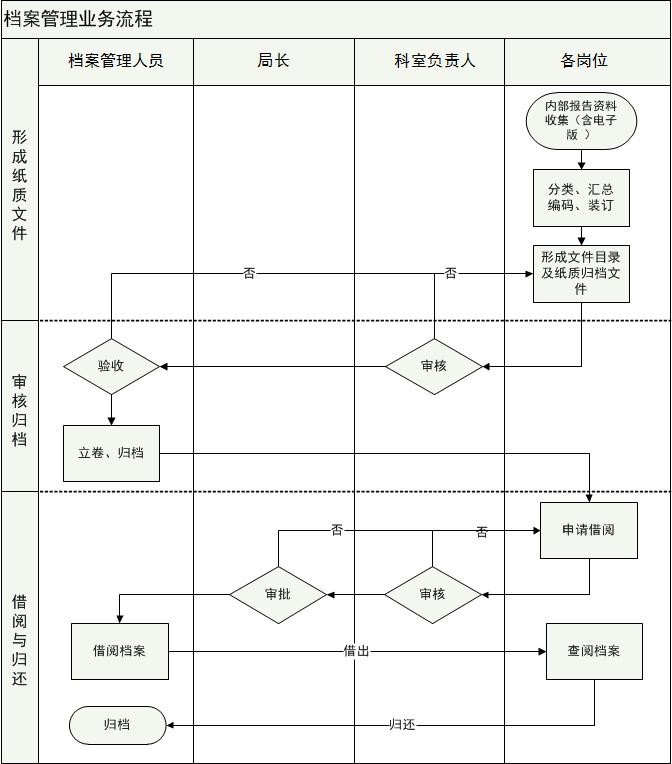 档案管理业务流程
档案管理人员
局长
科室负责人
各岗位
形成纸质文件
内部报告资料
收集（含电子
版 ）
分类、汇总
编码、装订
形成文件目录
及纸质归档文
件
否
否
审核归档
验收
审核
立卷、归档
借阅与归还
申请借阅
否
否
审批
审核
借阅档案
借出
查阅档案
归档
归还